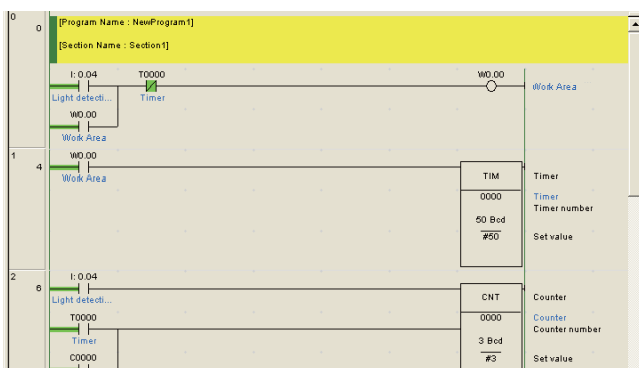 0
0
[Program Name : NewProgram1]
[Section Name : Section1]
I: 0.04 T0000 W0.00
Light detecti... Timer Work Area
W0.00
Work Area
1
4
W0.00
Work Area
TIM Timer
0000 Timer
Timer number
50 Bcd
#50 Set value
2
6
I: 0.04
Light detecti...
CNT Counter
T0000 0000 Counter
Timer Counter number
3 Bcd
C0000 #3 Set value